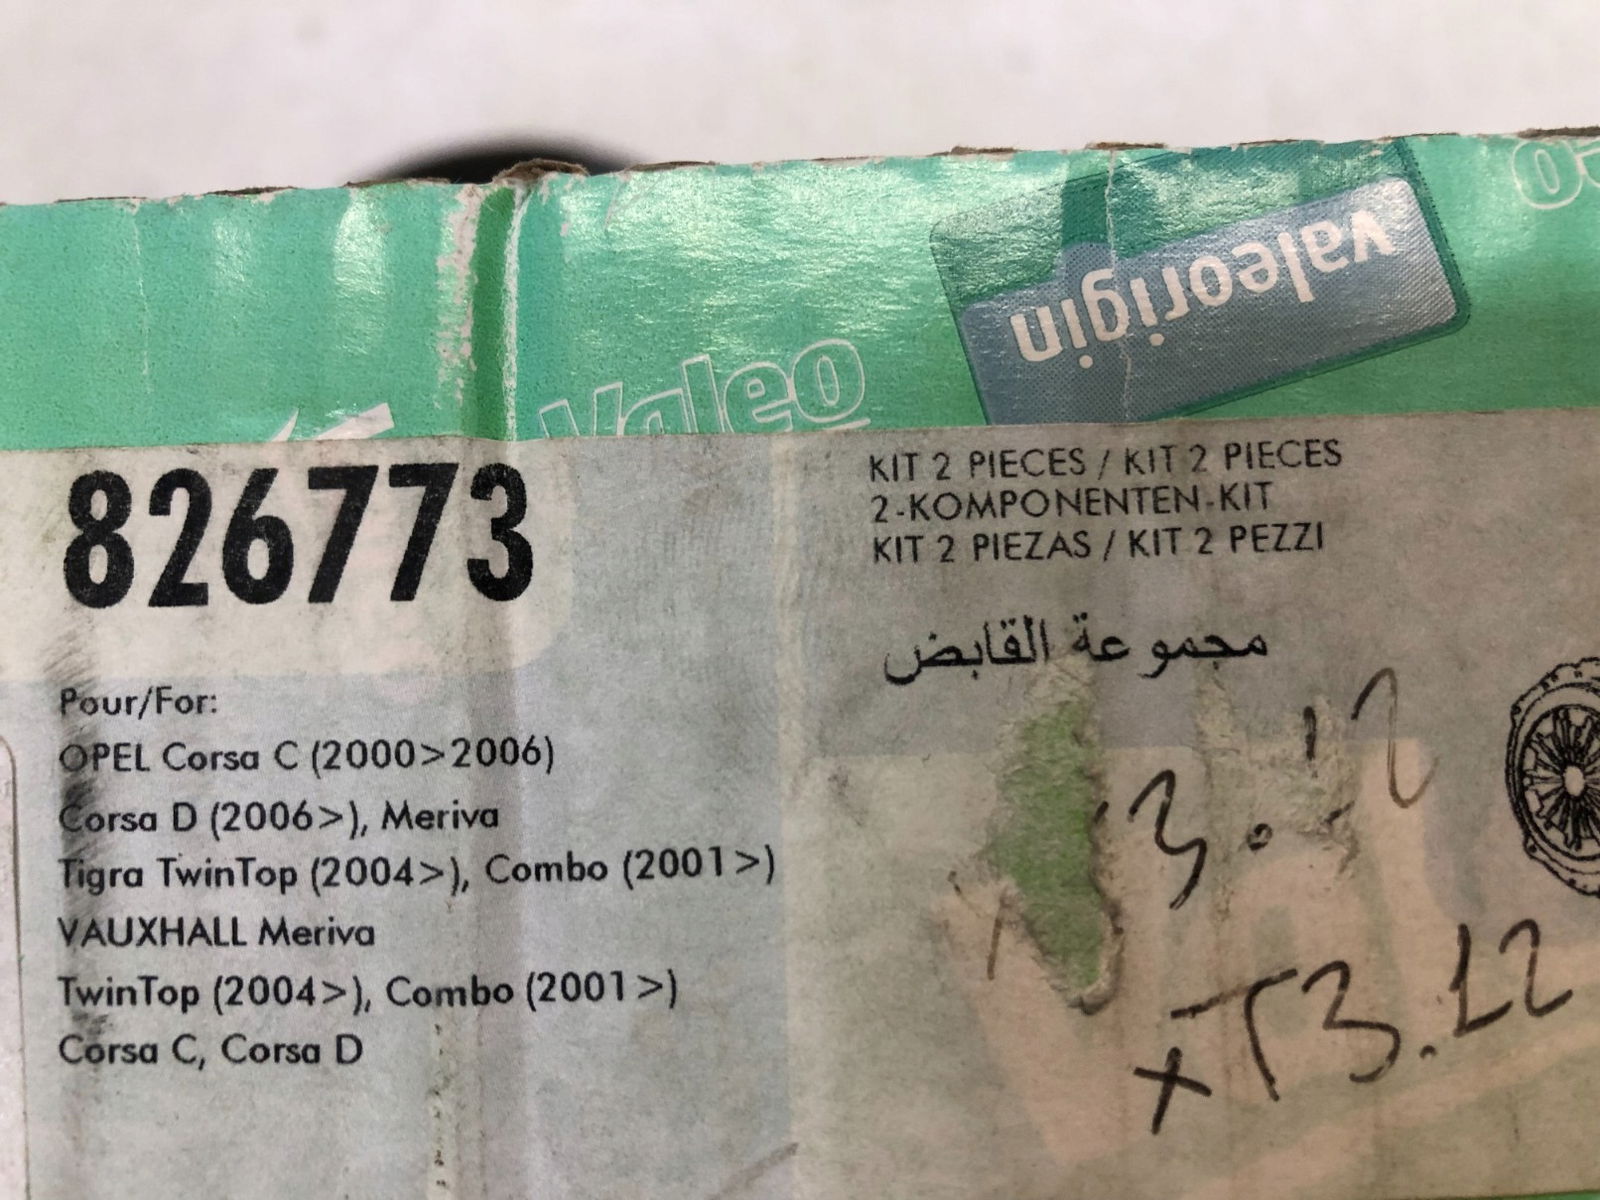 valeorigin
Valeo
826773
KIT 2 PIECES / KIT 2 PIECES
2-KOMPONENTEN-KIT
KIT 2 PIEZAS / KIT 2 PEZZI
مجموعة القابض
Pour/For:
OPEL Corsa C (2000>2006)
Corsa D (2006>), Meriva
Tigra TwinTop (2004>), Combo (2001>)
VAUXHALL Meriva
TwinTop (2004>), Combo (2001>)
Corsa C, Corsa D
+T3.12